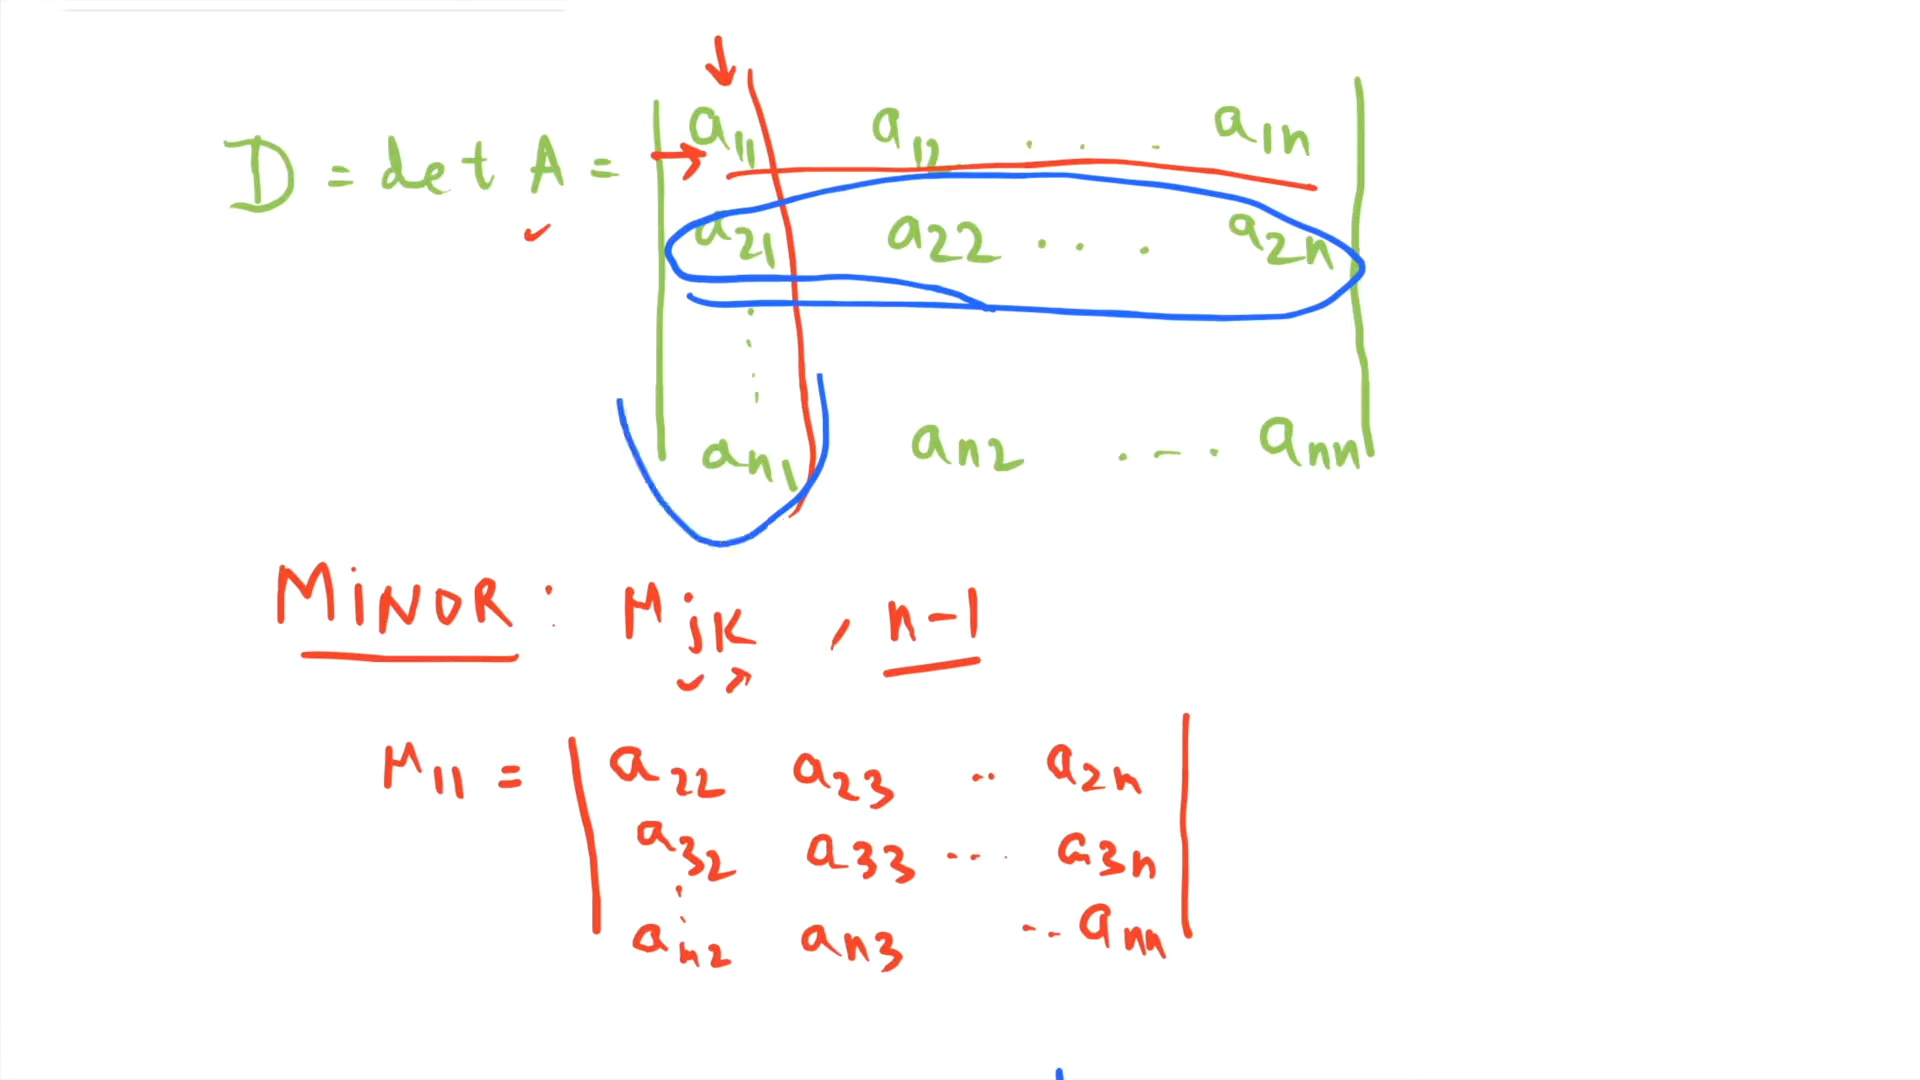 D = det A = | a11 a12 . . . a1n |
| a21 a22 . . . a2n |
| an1 an2 .... ann |
MINOR : Mjk , n-1
M11 = | a22 a23 .. a2n |
| a32 a33 ... a3n |
| an2 an3 .. ann |